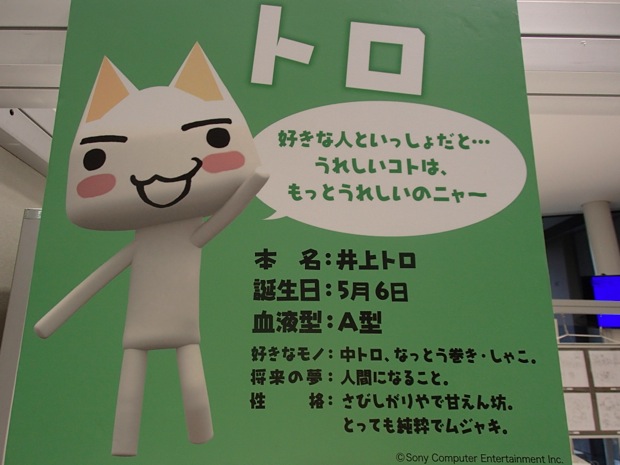 トロ
好きな人といっしょだと…
うれしいコトは、
もっとうれしいのニャ～
本　名：井上トロ
誕生日：5月6日
血液型：A型
好きなモノ：中トロ、なっとう巻き・しゃこ。
将来の夢：人間になること。
性　格：さびしがりやで甘えん坊。
とっても純粋でムジャキ。
©Sony Computer Entertainment Inc.